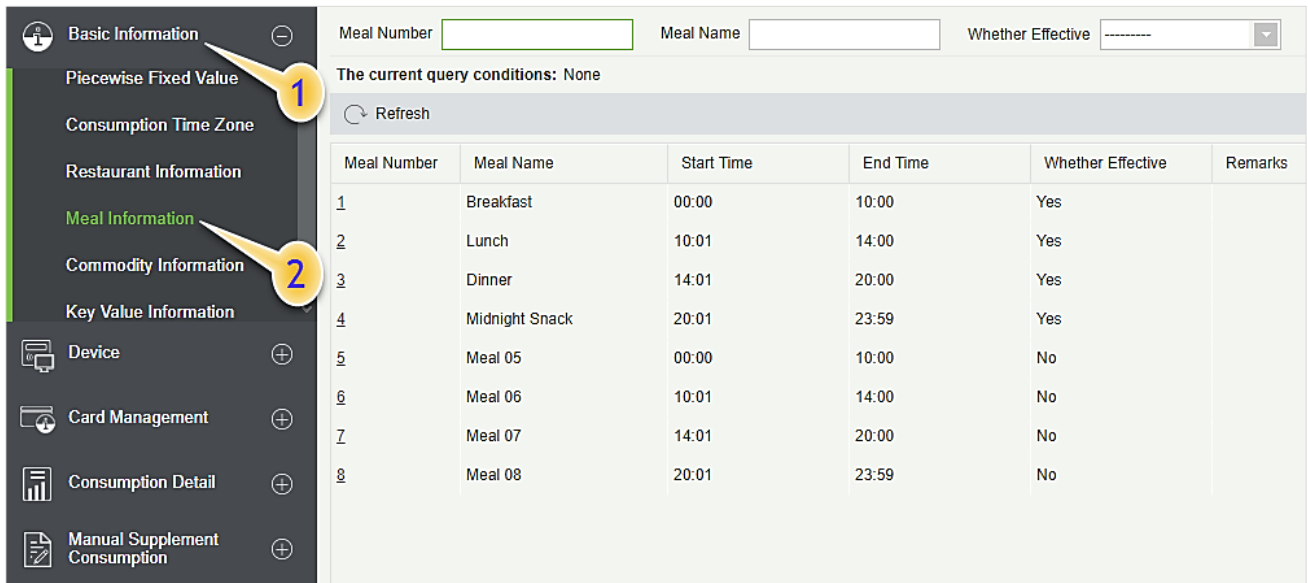 Basic Information
Piecewise Fixed Value
Consumption Time Zone
Restaurant Information
Meal Information
Commodity Information
Key Value Information
Device
Card Management
Consumption Detail
Manual Supplement
Consumption
1
2
Meal Number Meal Name Whether Effective ---------
The current query conditions: None
Refresh
Meal Number Meal Name Start Time End Time Whether Effective Remarks
1 Breakfast 00:00 10:00 Yes
2 Lunch 10:01 14:00 Yes
3 Dinner 14:01 20:00 Yes
4 Midnight Snack 20:01 23:59 Yes
5 Meal 05 00:00 10:00 No
6 Meal 06 10:01 14:00 No
7 Meal 07 14:01 20:00 No
8 Meal 08 20:01 23:59 No